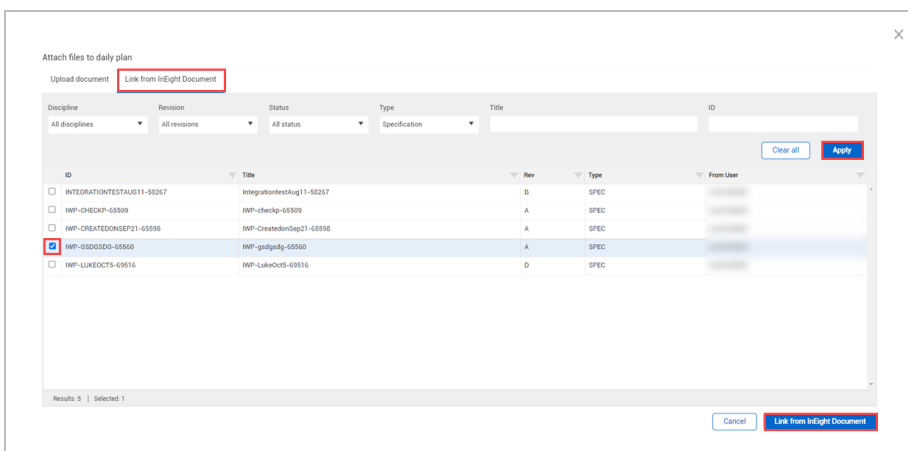 Attach files to daily plan
Upload document Link from InEight Document
Discipline Revision Status Type Title ID
All disciplines All revisions All status Specification
Clear all Apply
ID Title Rev Type From User
INTEGRATIONTESTAUG11-58267 IntegrationtestAug11-58267 B SPEC
IWP-CHECKP-65509 IWP-checkp-65509 A SPEC
IWP-CREATEDONSEP21-65598 IWP-CreatedonSep21-65598 A SPEC
IWP-GSDGSDG-65560 IWP-gsdgsdg-65560 A SPEC
IWP-LUKEOCT5-69516 IWP-LukeOct5-69516 D SPEC
Results: 5 | Selected: 1
Cancel Link from InEight Document